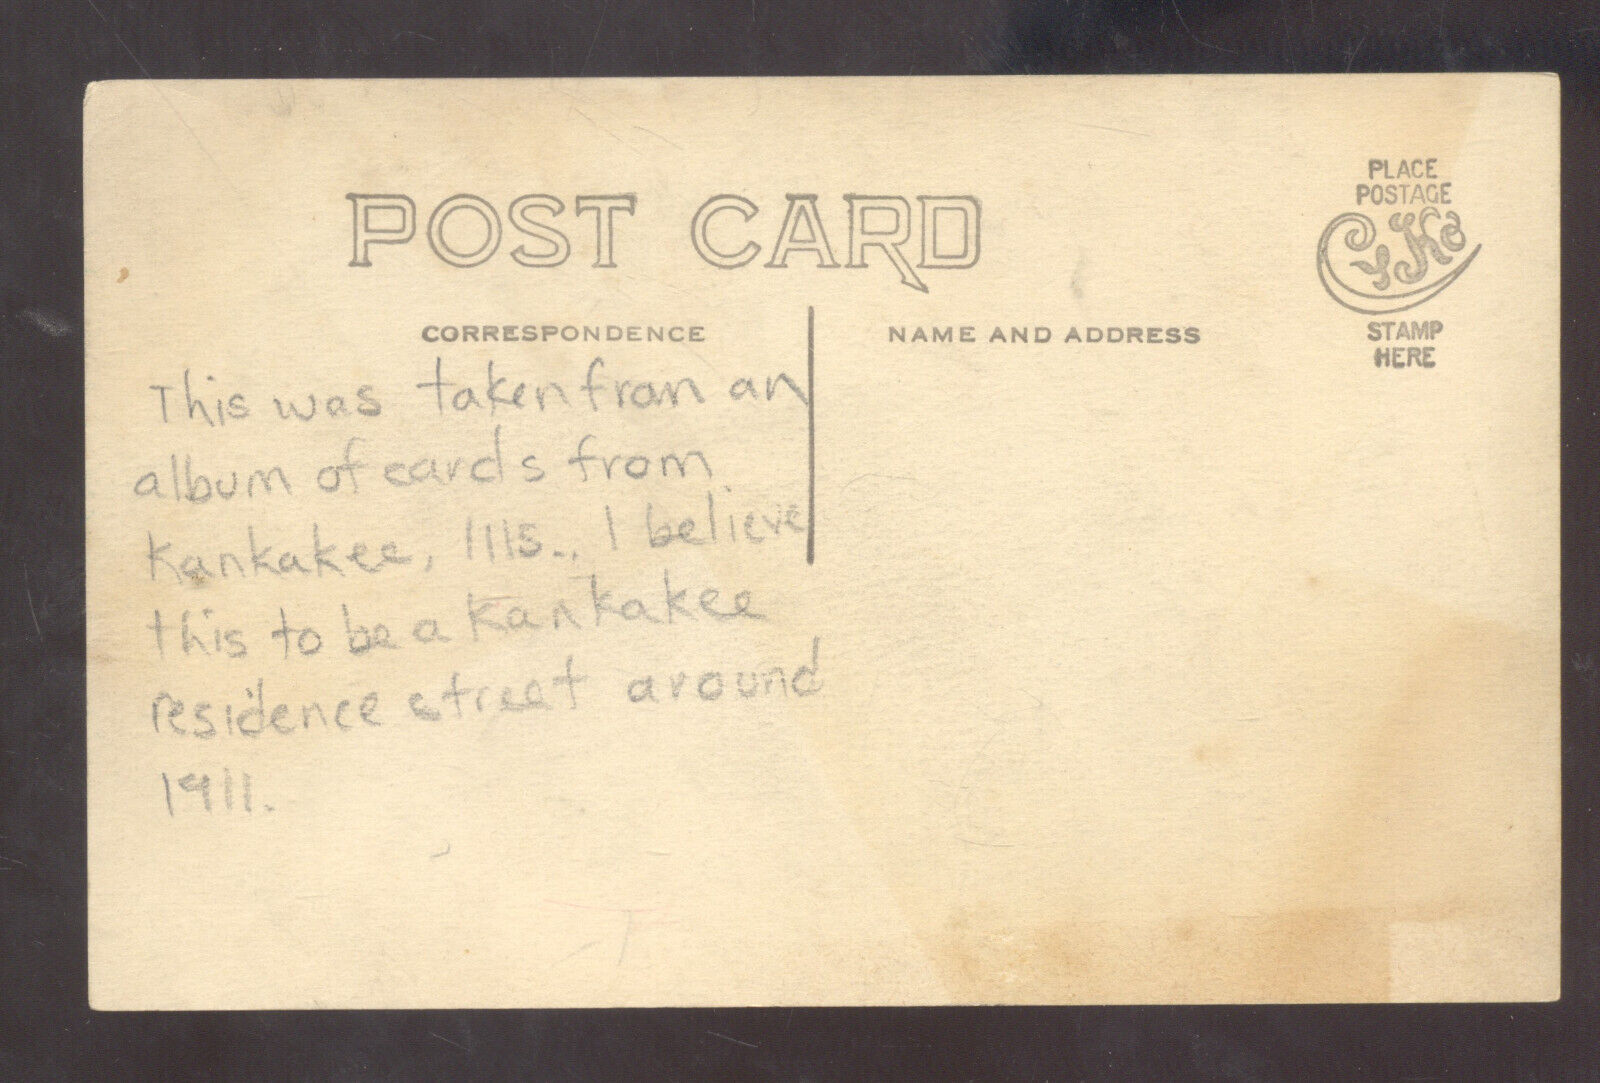 POST CARD
PLACE
POSTAGE
CYKO
STAMP
HERE
CORRESPONDENCE
NAME AND ADDRESS
This was taken fran an
album of cards from
Kankakee, Ills., I believe
this to be a Kankakee
residence street around
1911.